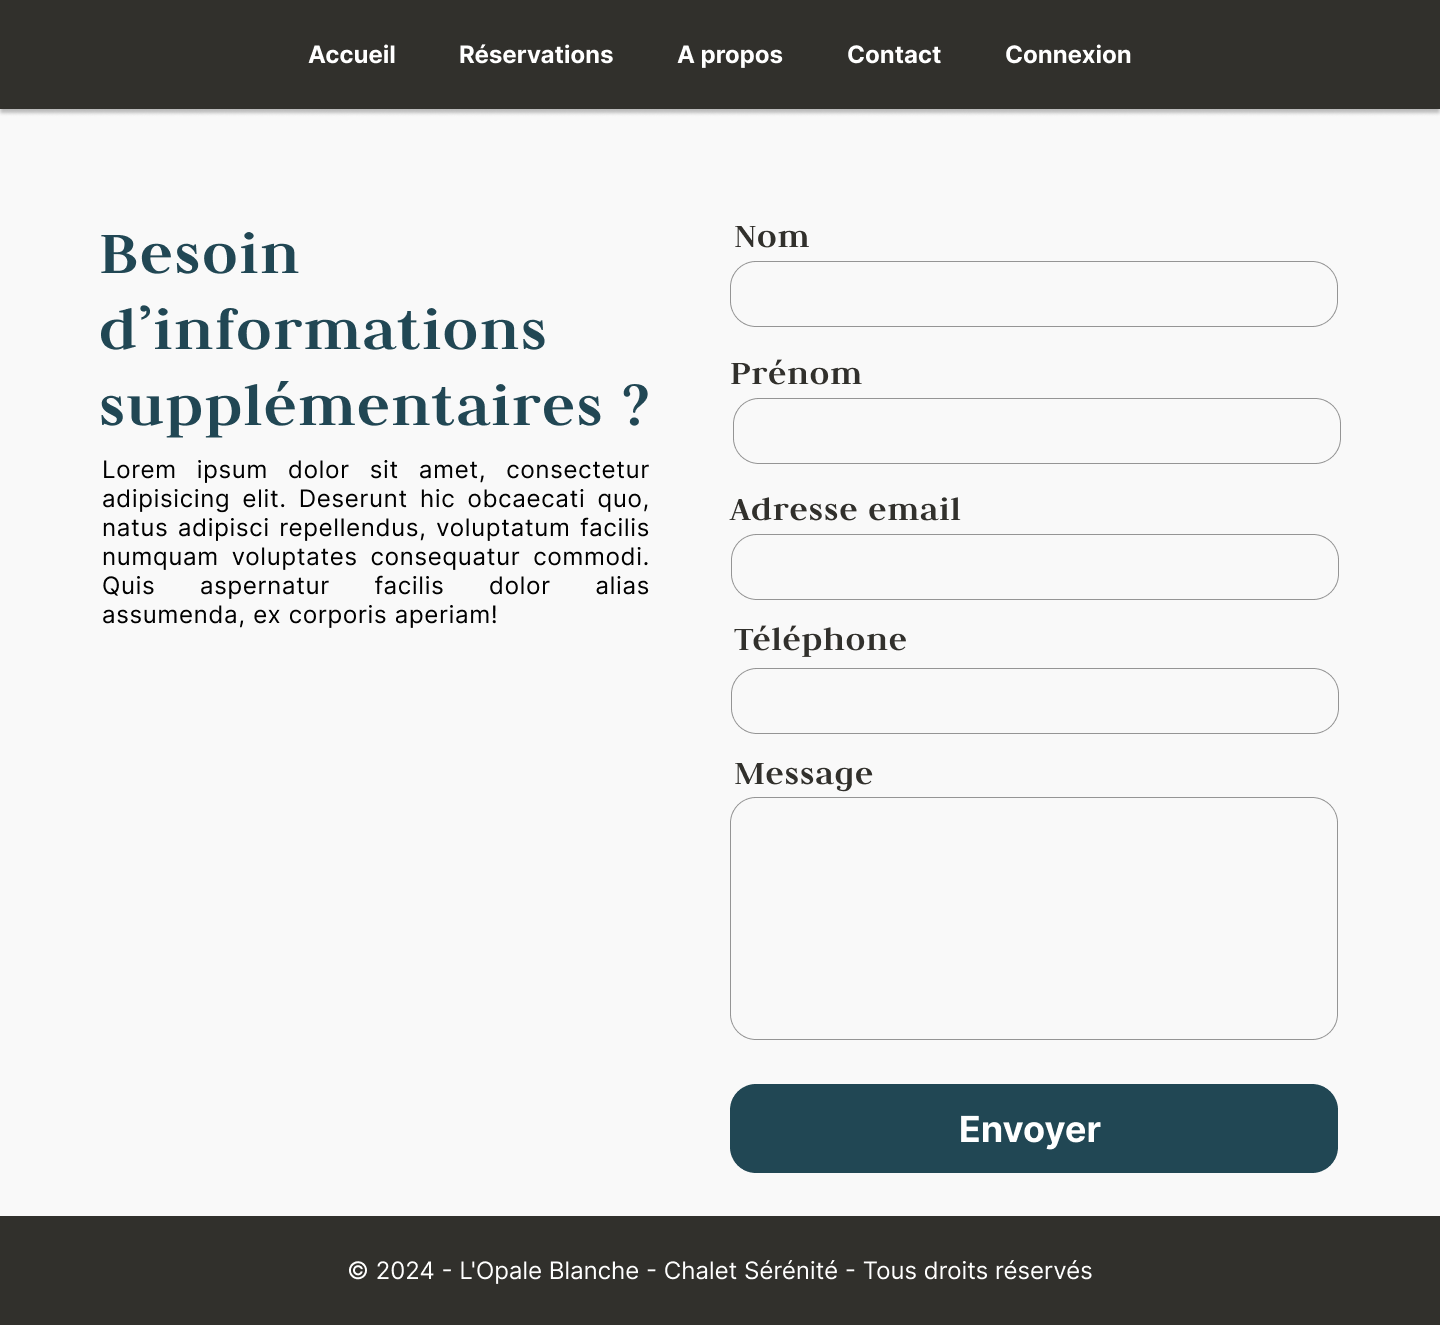 Accueil Réservations A propos Contact Connexion
Besoin
d’informations
supplémentaires ?
Lorem ipsum dolor sit amet, consectetur
adipisicing elit. Deserunt hic obcaecati quo,
natus adipisci repellendus, voluptatum facilis
numquam voluptates consequatur commodi.
Quis aspernatur facilis dolor alias
assumenda, ex corporis aperiam!
Nom
Prénom
Adresse email
Téléphone
Message
Envoyer
© 2024 - L'Opale Blanche - Chalet Sérénité - Tous droits réservés